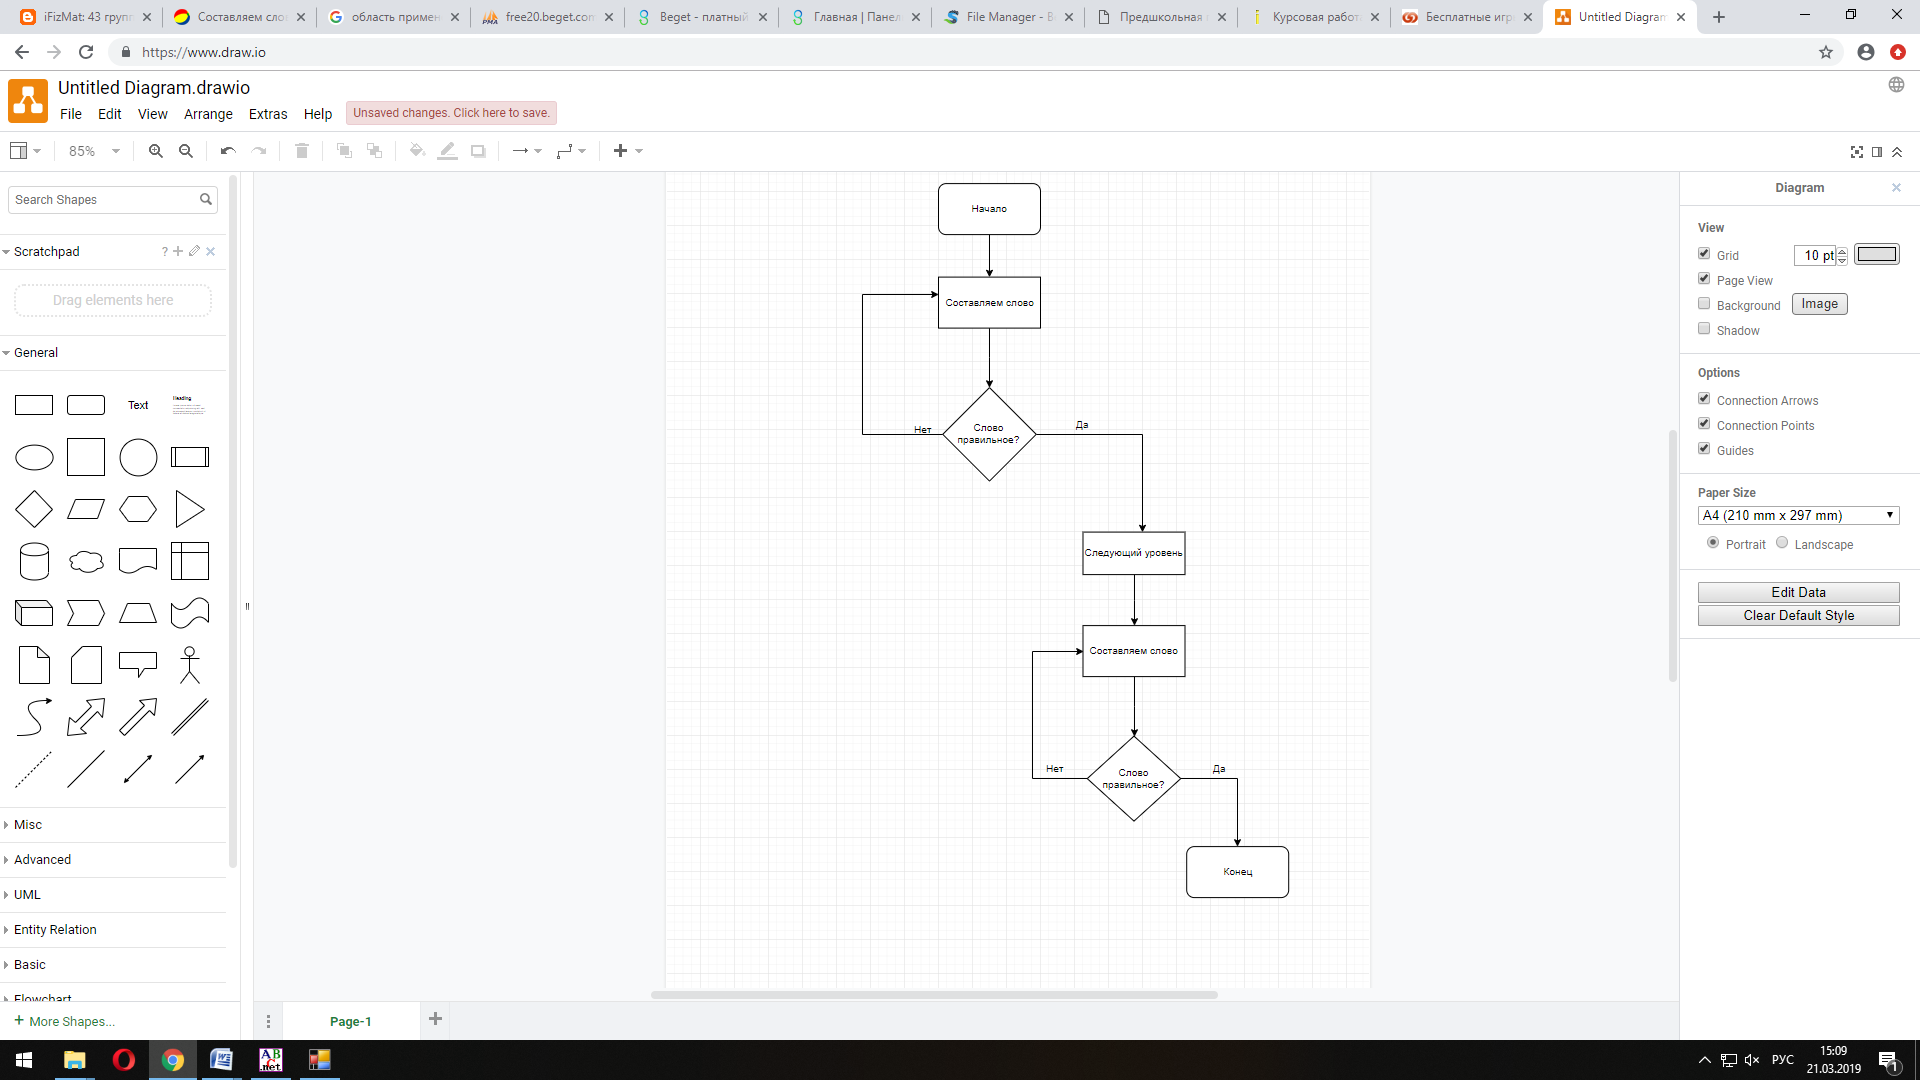 iFizMat: 43 групп
Составляем сло
область примен
free20.beget.com
Beget - платный
Главная | Панел
File Manager - B
Предшкольная
Курсовая работ
Бесплатные игр
Untitled Diagram
https://www.draw.io
Untitled Diagram.drawio
File Edit View Arrange Extras Help
Unsaved changes. Click here to save.
85%
Search Shapes
Scratchpad
?
Drag elements here
General
Text
Heading
Misc
Advanced
UML
Entity Relation
Basic
Flowchart
+ More Shapes...
Начало
Составляем слово
Слово
правильное?
Нет
Да
Следующий уровень
Составляем слово
Слово
правильное?
Нет
Да
Конец
Page-1
Diagram
View
Grid
10 pt
Page View
Background
Image
Shadow
Options
Connection Arrows
Connection Points
Guides
Paper Size
A4 (210 mm x 297 mm)
Portrait
Landscape
Edit Data
Clear Default Style
РУС
15:09
21.03.2019
1